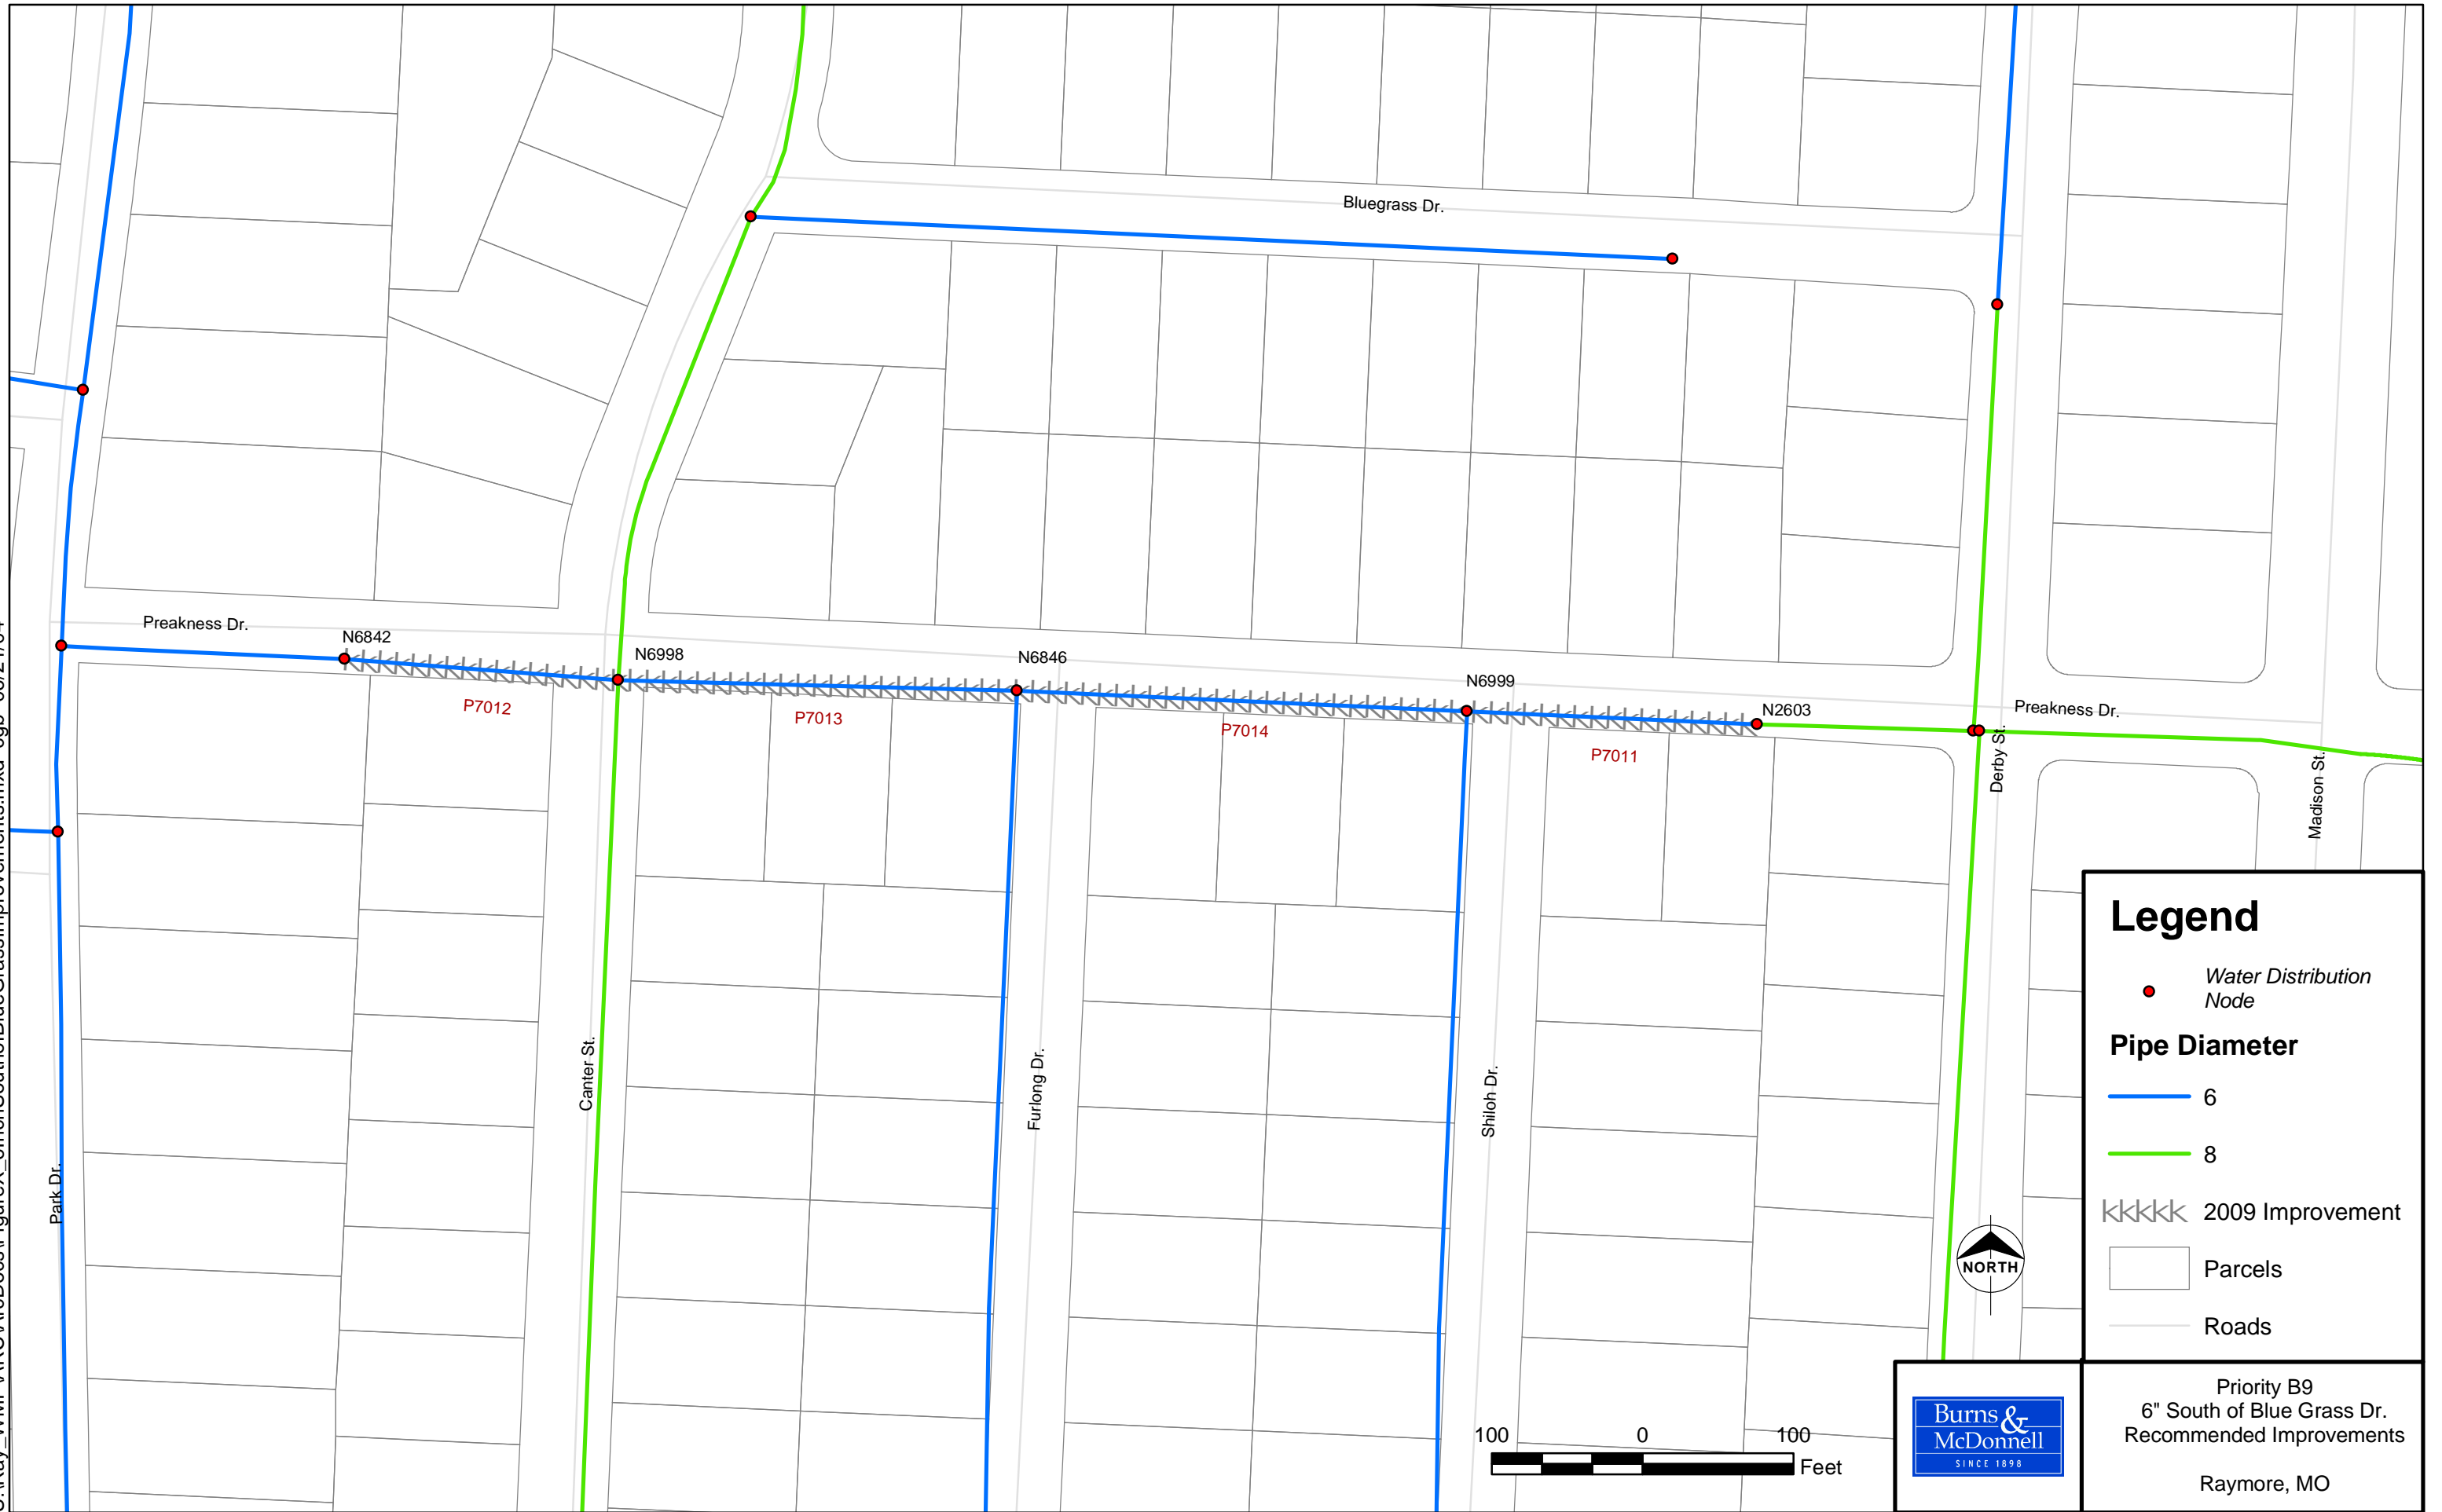 Bluegrass Dr.
Preakness Dr.
N6842
N6998
N6846
N6999
N2603
Preakness Dr.
P7012
P7013
P7014
P7011
Derby St.
Madison St.
Canter St.
Furlong Dr.
Shiloh Dr.
Park Dr.
Legend
Water Distribution
Node
Pipe Diameter
6
8
2009 Improvement
Parcels
Roads
NORTH
100 0 100
Feet
Burns &
McDonnell
SINCE 1898
Priority B9
6" South of Blue Grass Dr.
Recommended Improvements
Raymore, MO